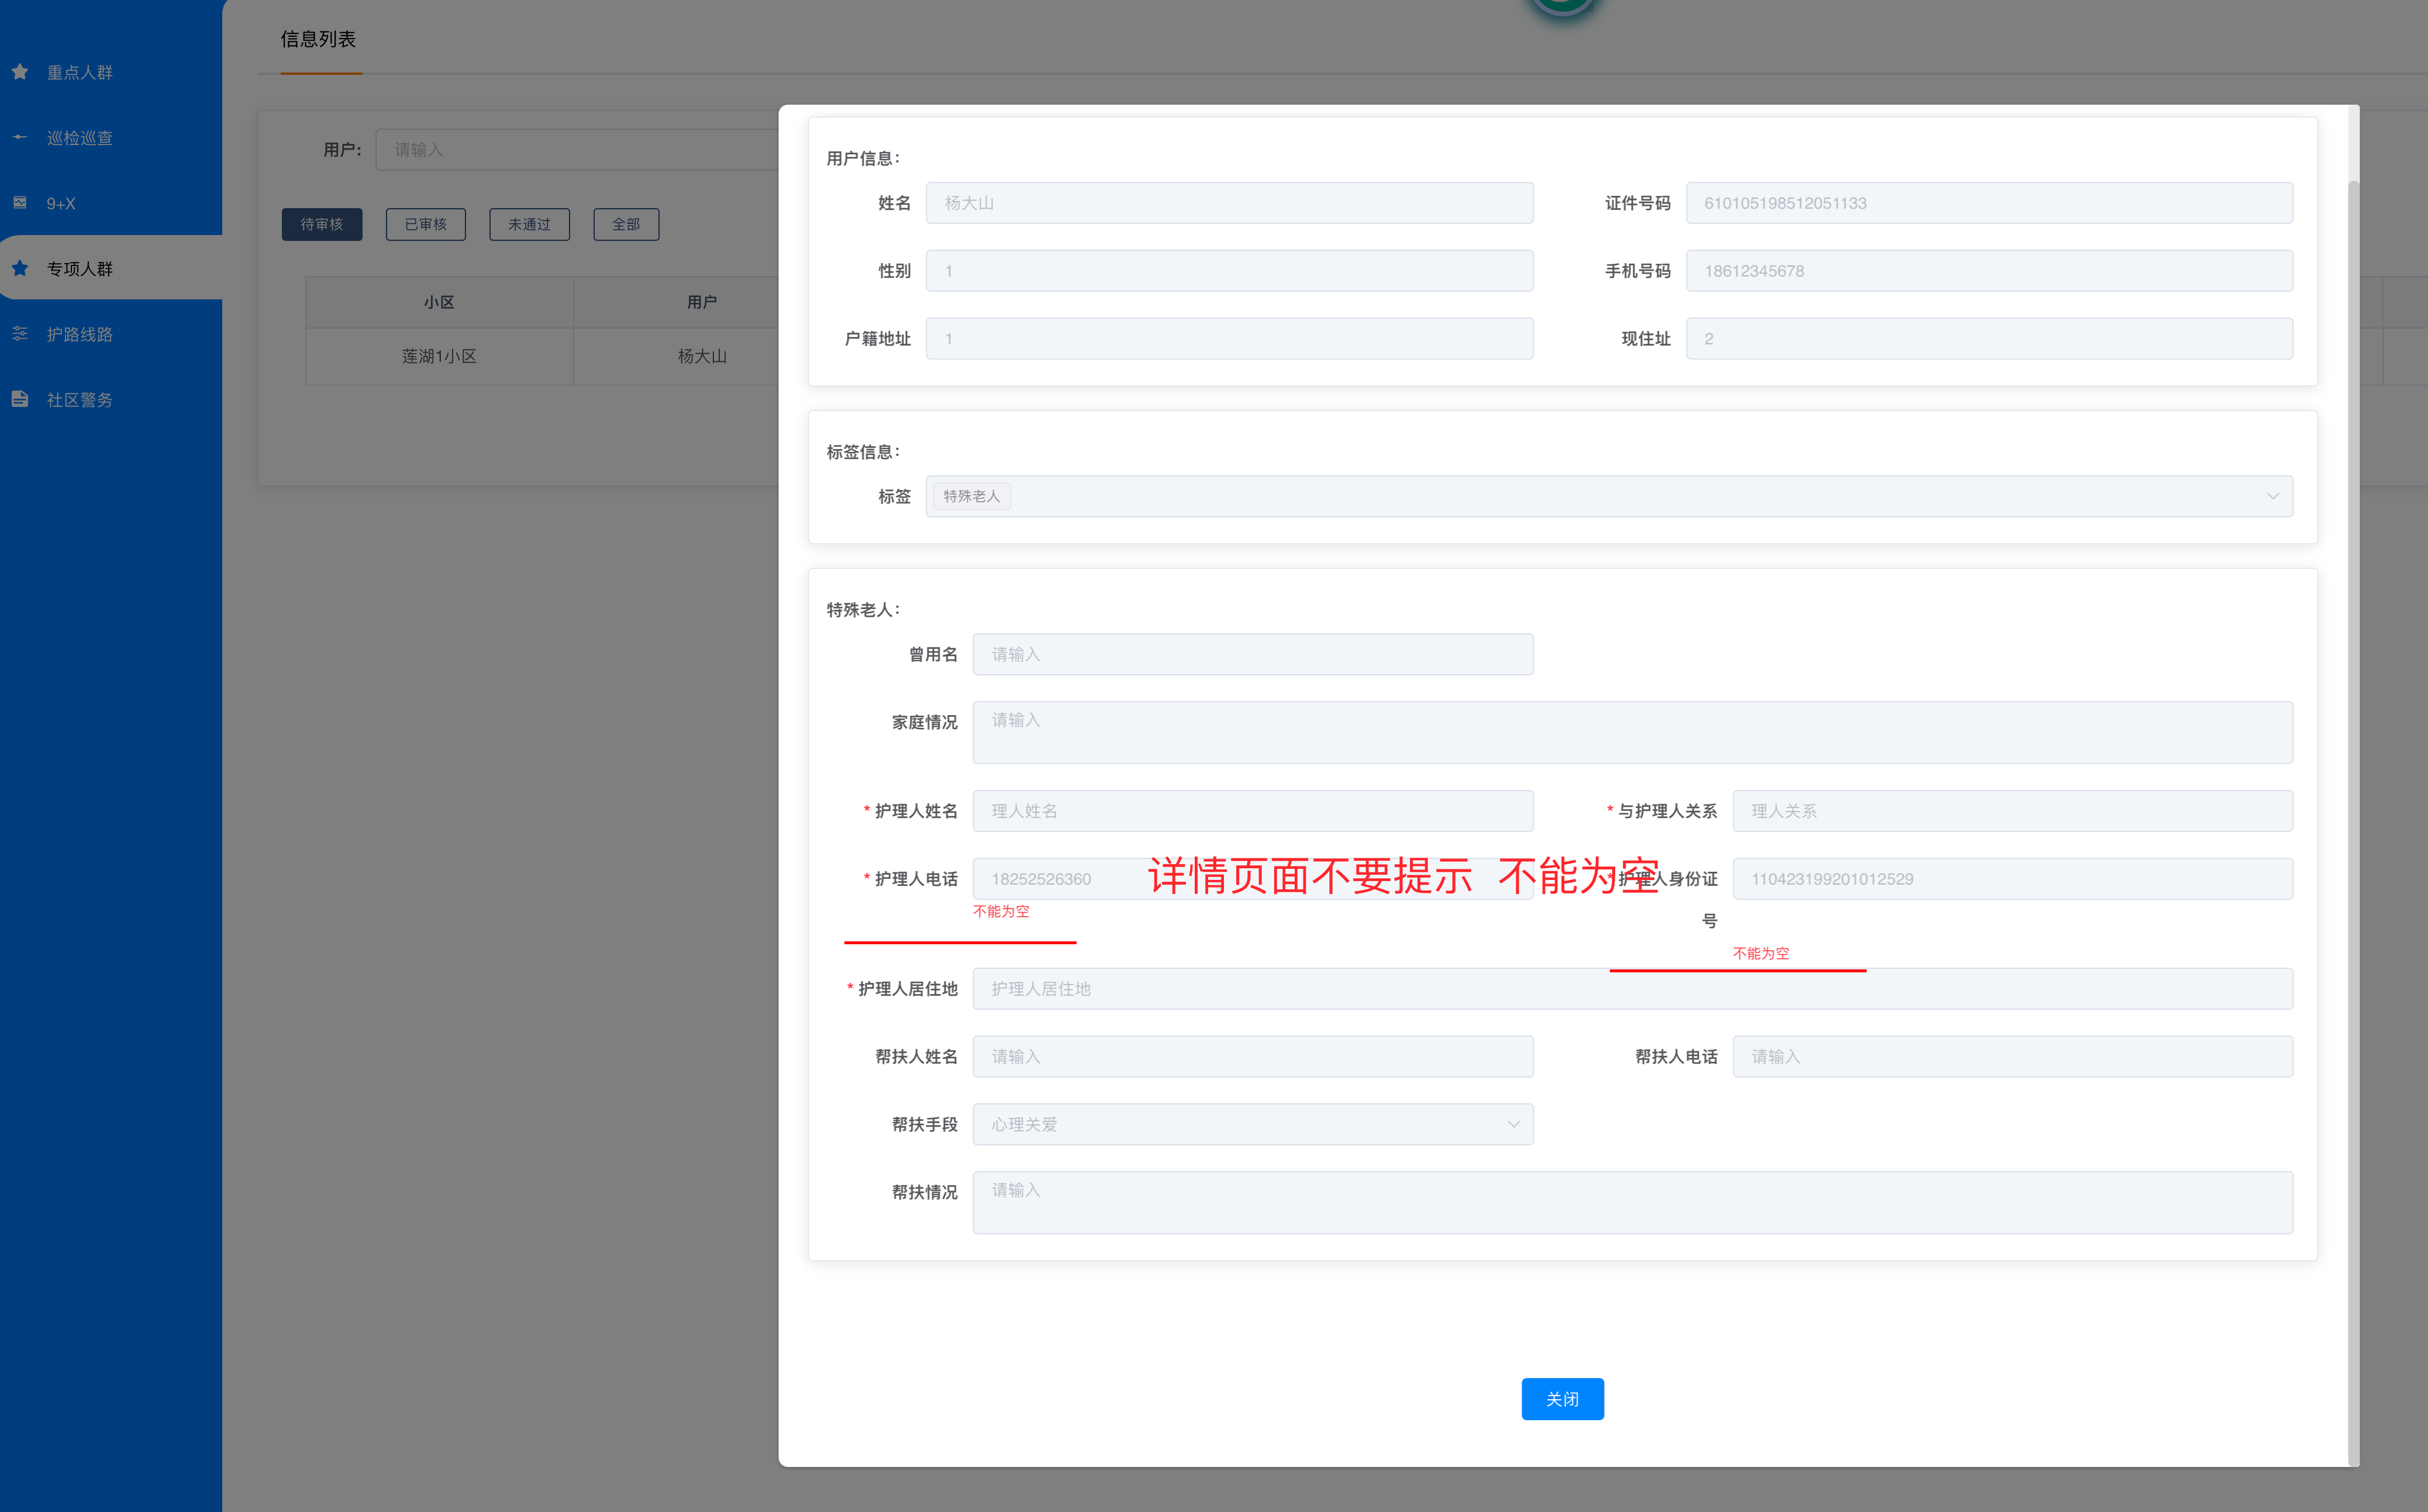 信息列表
重点人群
巡检巡查
9+X
专项人群
护路线路
社区警务
用户: 请输入
待审核 已审核 未通过 全部
小区 用户
莲湖1小区 杨大山
用户信息:
姓名 杨大山 证件号码 610105198512051133
性别 1 手机号码 18612345678
户籍地址 1 现住址 2
标签信息:
标签 特殊老人
特殊老人:
曾用名 请输入
家庭情况 请输入
* 护理人姓名 理人姓名 * 与护理人关系 理人关系
* 护理人电话 18252526360 * 护理人身份证号 110423199201012529
详情页面不要提示 不能为空
不能为空
不能为空
* 护理人居住地 护理人居住地
帮扶人姓名 请输入 帮扶人电话 请输入
帮扶手段 心理关爱
帮扶情况 请输入
关闭